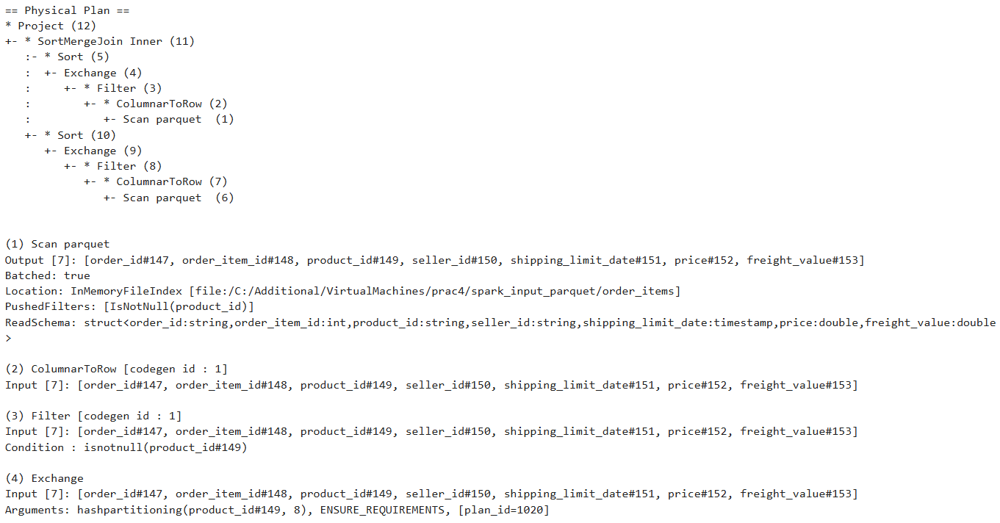 == Physical Plan ==
* Project (12)
+- * SortMergeJoin Inner (11)
   :- * Sort (5)
   :  +- Exchange (4)
   :     +- * Filter (3)
   :        +- * ColumnarToRow (2)
   :           +- Scan parquet  (1)
   +- * Sort (10)
      +- Exchange (9)
         +- * Filter (8)
            +- * ColumnarToRow (7)
               +- Scan parquet  (6)


(1) Scan parquet
Output [7]: [order_id#147, order_item_id#148, product_id#149, seller_id#150, shipping_limit_date#151, price#152, freight_value#153]
Batched: true
Location: InMemoryFileIndex [file:/C:/Additional/VirtualMachines/prac4/spark_input_parquet/order_items]
PushedFilters: [IsNotNull(product_id)]
ReadSchema: struct<order_id:string,order_item_id:int,product_id:string,seller_id:string,shipping_limit_date:timestamp,price:double,freight_value:double
>

(2) ColumnarToRow [codegen id : 1]
Input [7]: [order_id#147, order_item_id#148, product_id#149, seller_id#150, shipping_limit_date#151, price#152, freight_value#153]

(3) Filter [codegen id : 1]
Input [7]: [order_id#147, order_item_id#148, product_id#149, seller_id#150, shipping_limit_date#151, price#152, freight_value#153]
Condition : isnotnull(product_id#149)

(4) Exchange
Input [7]: [order_id#147, order_item_id#148, product_id#149, seller_id#150, shipping_limit_date#151, price#152, freight_value#153]
Arguments: hashpartitioning(product_id#149, 8), ENSURE_REQUIREMENTS, [plan_id=1020]